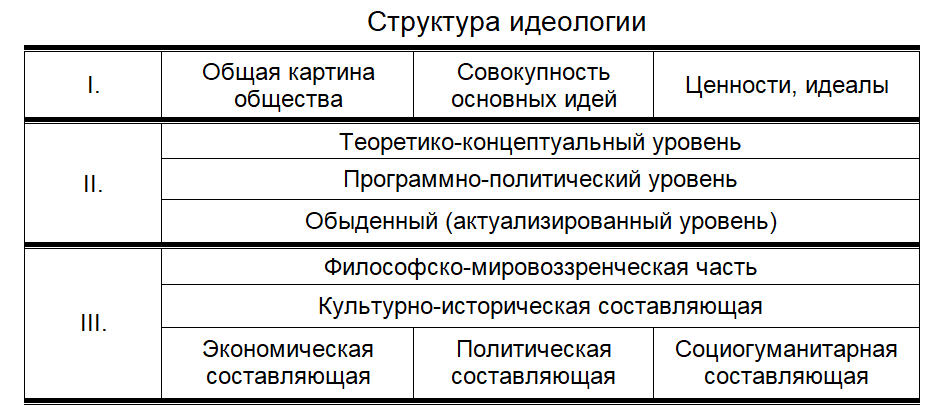 Структура идеологии
I.
Общая картина
общества
Совокупность
основных идей
Ценности, идеалы
II.
Теоретико-концептуальный уровень
Программно-политический уровень
Обыденный (актуализированный уровень)
III.
Философско-мировоззренческая часть
Культурно-историческая составляющая
Экономическая
составляющая
Политическая
составляющая
Социогуманитарная
составляющая